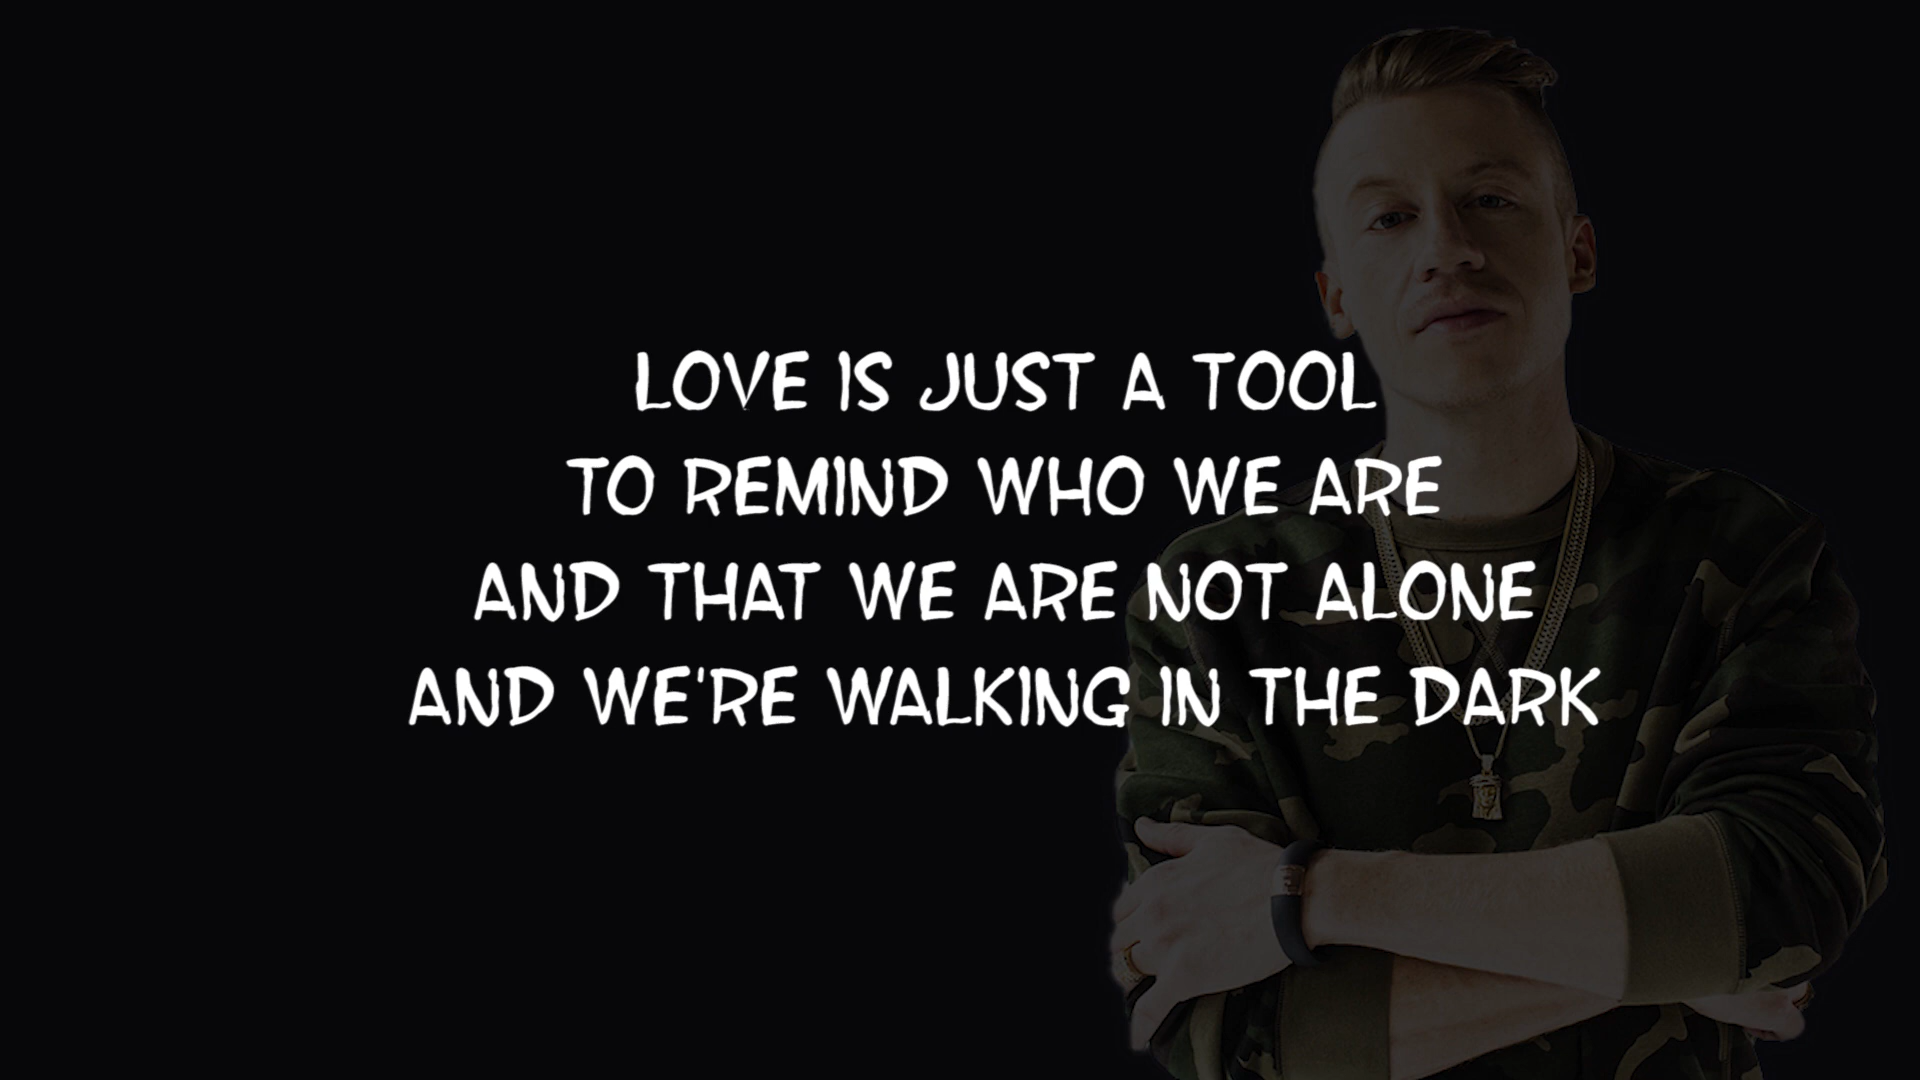 LOVE IS JUST A TOOL
TO REMIND WHO WE ARE
AND THAT WE ARE NOT ALONE
AND WE'RE WALKING IN THE DARK